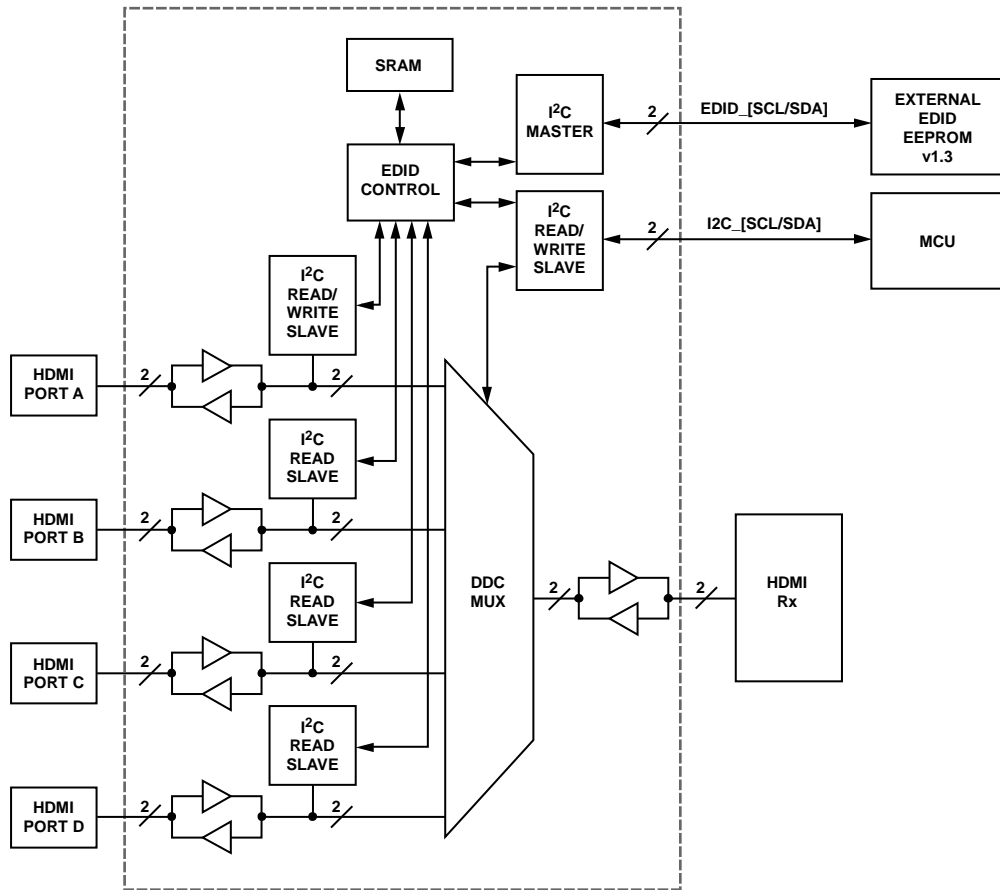 SRAM
I²C
MASTER
2
EDID_[SCL/SDA]
EXTERNAL
EDID
EEPROM
v1.3
EDID
CONTROL
I²C
READ/
WRITE
SLAVE
2
I2C_[SCL/SDA]
MCU
I²C
READ/
WRITE
SLAVE
HDMI
PORT A
2
2
I²C
READ
SLAVE
HDMI
PORT B
2
2
I²C
READ
SLAVE
DDC
MUX
2
2
HDMI
Rx
HDMI
PORT C
2
2
I²C
READ
SLAVE
HDMI
PORT D
2
2